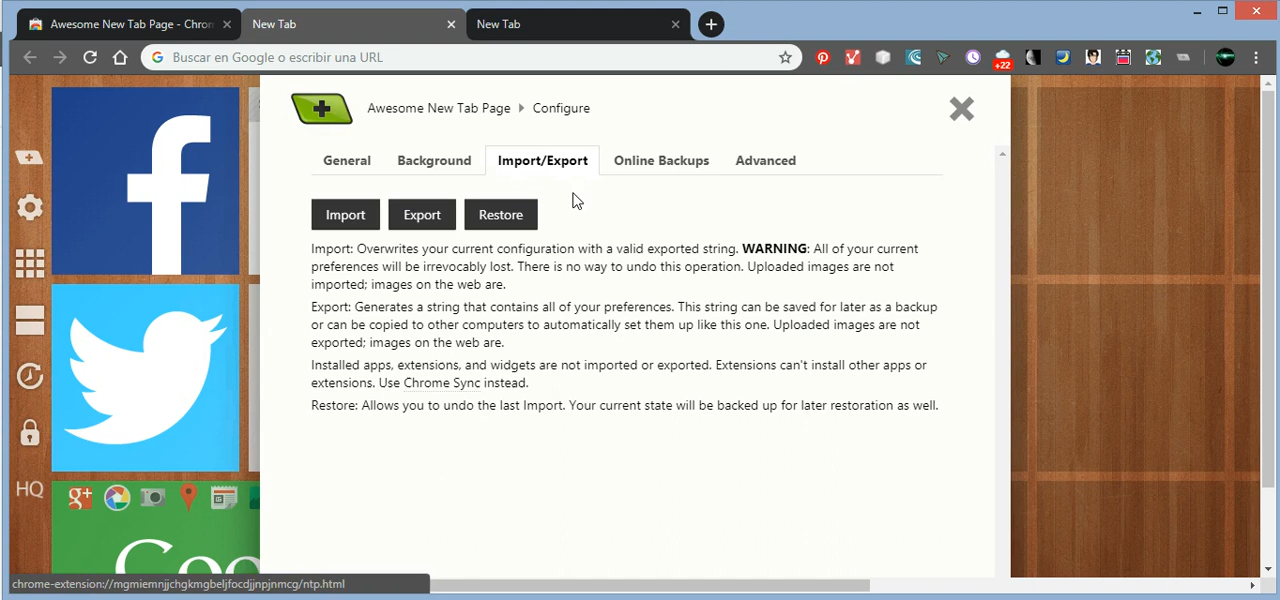 Awesome New Tab Page - Chron
New Tab
New Tab
Buscar en Google o escribir una URL
+22
Awesome New Tab Page Configure
General Background Import/Export Online Backups Advanced
Import Export Restore
Import: Overwrites your current configuration with a valid exported string. WARNING: All of your current
preferences will be irrevocably lost. There is no way to undo this operation. Uploaded images are not
imported; images on the web are.
Export: Generates a string that contains all of your preferences. This string can be saved for later as a backup
or can be copied to other computers to automatically set them up like this one. Uploaded images are not
exported; images on the web are.
Installed apps, extensions, and widgets are not imported or exported. Extensions can't install other apps or
extensions. Use Chrome Sync instead.
Restore: Allows you to undo the last Import. Your current state will be backed up for later restoration as well.
HQ
g+
chrome-extension://mgmiemnjjchgkmgbeljfocdjjnpjnmcg/ntp.html